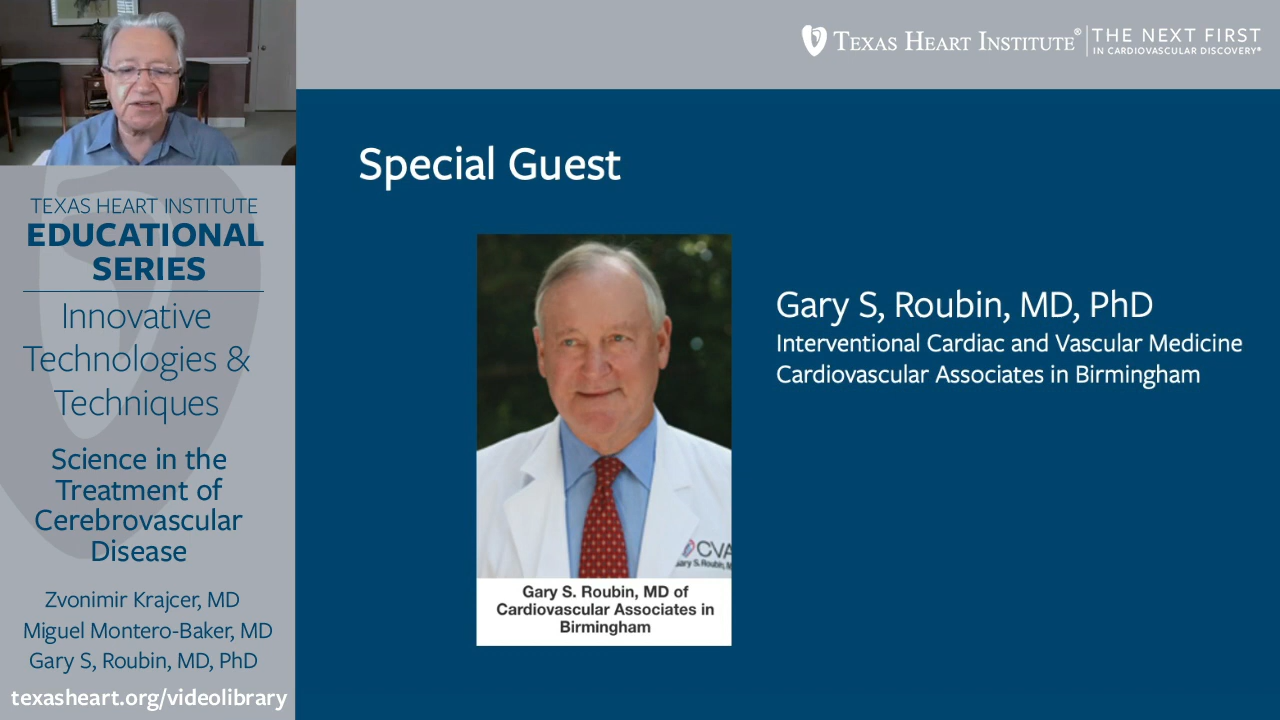 TEXAS HEART INSTITUTE® THE NEXT FIRST
IN CARDIOVASCULAR DISCOVERY®
Special Guest
Gary S, Roubin, MD, PhD
Interventional Cardiac and Vascular Medicine
Cardiovascular Associates in Birmingham
CVA
Gary S. Roubin, M
Gary S. Roubin, MD of
Cardiovascular Associates in
Birmingham
TEXAS HEART INSTITUTE
EDUCATIONAL
SERIES
Innovative
Technologies &
Techniques
Science in the
Treatment of
Cerebrovascular
Disease
Zvonimir Krajcer, MD
Miguel Montero-Baker, MD
Gary S, Roubin, MD, PhD
texasheart.org/videolibrary